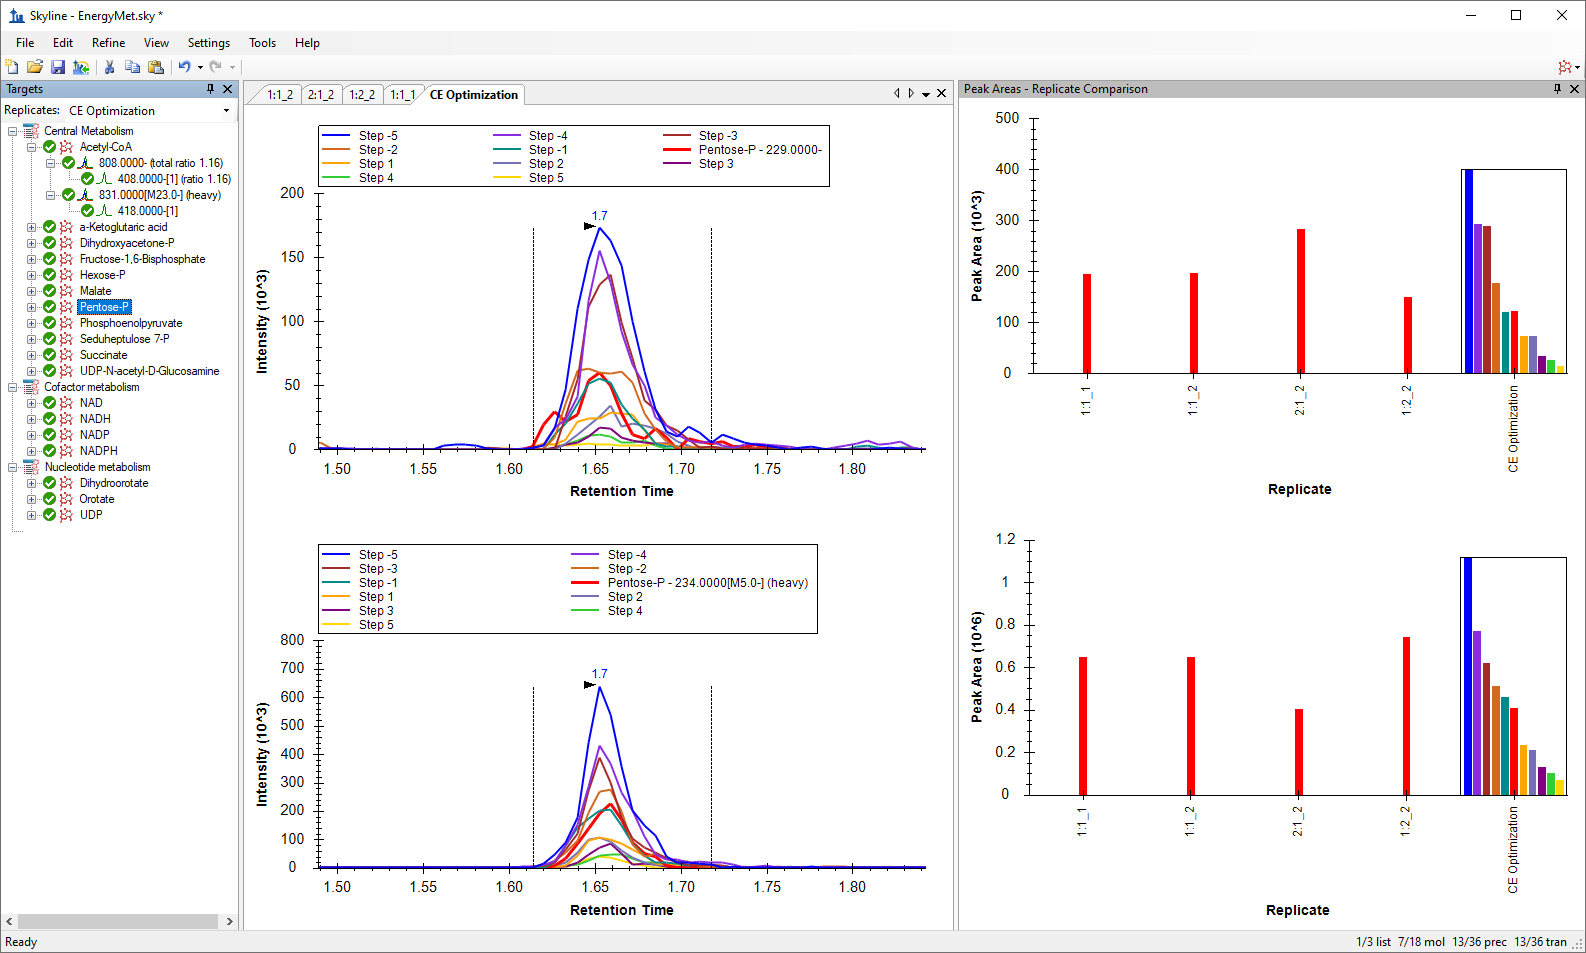 Skyline - EnergyMet.sky *
File Edit Refine View Settings Tools Help
Targets
Replicates: CE Optimization
Central Metabolism
Acetyl-CoA
808.0000- (total ratio 1.16)
408.0000-[1] (ratio 1.16)
831.0000[M23.0-] (heavy)
418.0000-[1]
a-Ketoglutaric acid
Dihydroxyacetone-P
Fructose-1,6-Bisphosphate
Hexose-P
Malate
Pentose-P
Phosphoenolpyruvate
Seduheptulose 7-P
Succinate
UDP-N-acetyl-D-Glucosamine
Cofactor metabolism
NAD
NADH
NADP
NADPH
Nucleotide metabolism
Dihydroorotate
Orotate
UDP
1:1_2 2:1_2 1:2_2 1:1_1 CE Optimization
Step -5 Step -4 Step -3
Step -2 Step -1 Pentose-P - 229.0000-
Step 1 Step 2 Step 3
Step 4 Step 5
200
150
100
50
0
Intensity (10^3)
1.7
1.50 1.55 1.60 1.65 1.70 1.75 1.80
Retention Time
Step -5 Step -4
Step -3 Step -2
Step -1 Pentose-P - 234.0000[M5.0-] (heavy)
Step 1 Step 2
Step 3 Step 4
Step 5
800
700
600
500
400
300
200
100
0
Intensity (10^3)
1.7
1.50 1.55 1.60 1.65 1.70 1.75 1.80
Retention Time
Peak Areas - Replicate Comparison
500
400
300
200
100
0
Peak Area (10^3)
1:1_1 1:1_2 2:1_2 1:2_2 CE Optimization
Replicate
1.2
1
0.8
0.6
0.4
0.2
0
Peak Area (10^6)
1:1_1 1:1_2 2:1_2 1:2_2 CE Optimization
Replicate
Ready
1/3 list 7/18 mol 13/36 prec 13/36 tran